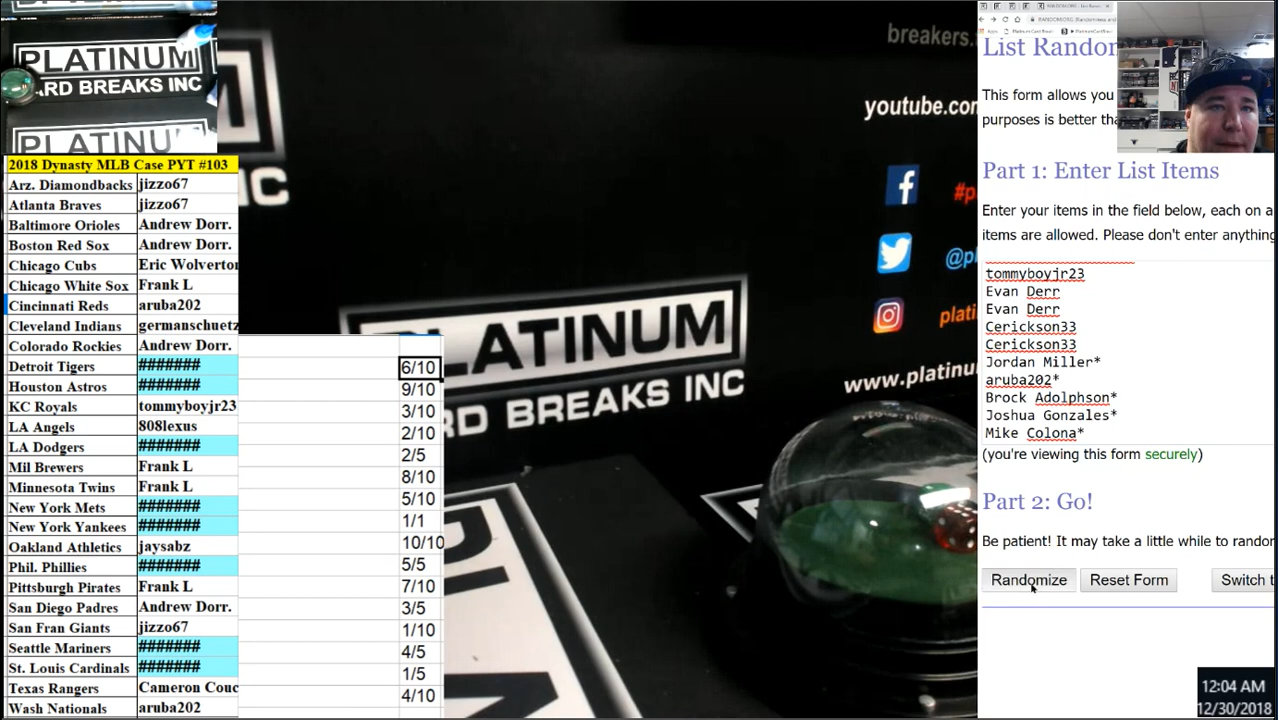 PLATINUM
ARD BREAKS INC
PLATINUM
2018 Dynasty MLB Case PYT #103
Arz. Diamondbacks jizzo67
Atlanta Braves jizzo67
Baltimore Orioles Andrew Dorr.
Boston Red Sox Andrew Dorr.
Chicago Cubs Eric Wolverton
Chicago White Sox Frank L
Cincinnati Reds aruba202
Cleveland Indians germanschuetz
Colorado Rockies Andrew Dorr.
Detroit Tigers #######
Houston Astros #######
KC Royals tommyboyjr23
LA Angels 808lexus
LA Dodgers #######
Mil Brewers Frank L
Minnesota Twins Frank L
New York Mets #######
New York Yankees #######
Oakland Athletics jaysabz
Phil. Phillies #######
Pittsburgh Pirates Frank L
San Diego Padres Andrew Dorr.
San Fran Giants jizzo67
Seattle Mariners #######
St. Louis Cardinals #######
Texas Rangers Cameron Couc
Wash Nationals aruba202
6/10
9/10
3/10
2/10
2/5
8/10
5/10
1/1
10/10
5/5
7/10
3/5
1/10
4/5
1/5
4/10
IC
breakers.
youtube.com
#p
@p
platin
www.platinu
PLATINUM
RD BREAKS INC
List Randor
This form allows you
purposes is better tha
Part 1: Enter List Items
Enter your items in the field below, each on a
items are allowed. Please don't enter anything
tommyboyjr23
Evan Derr
Evan Derr
Cerickson33
Cerickson33
Jordan Miller*
aruba202*
Brock Adolphson*
Joshua Gonzales*
Mike Colona*
(you're viewing this form securely)
Part 2: Go!
Be patient! It may take a little while to randor
Randomize Reset Form Switch t
12:04 AM
12/30/2018